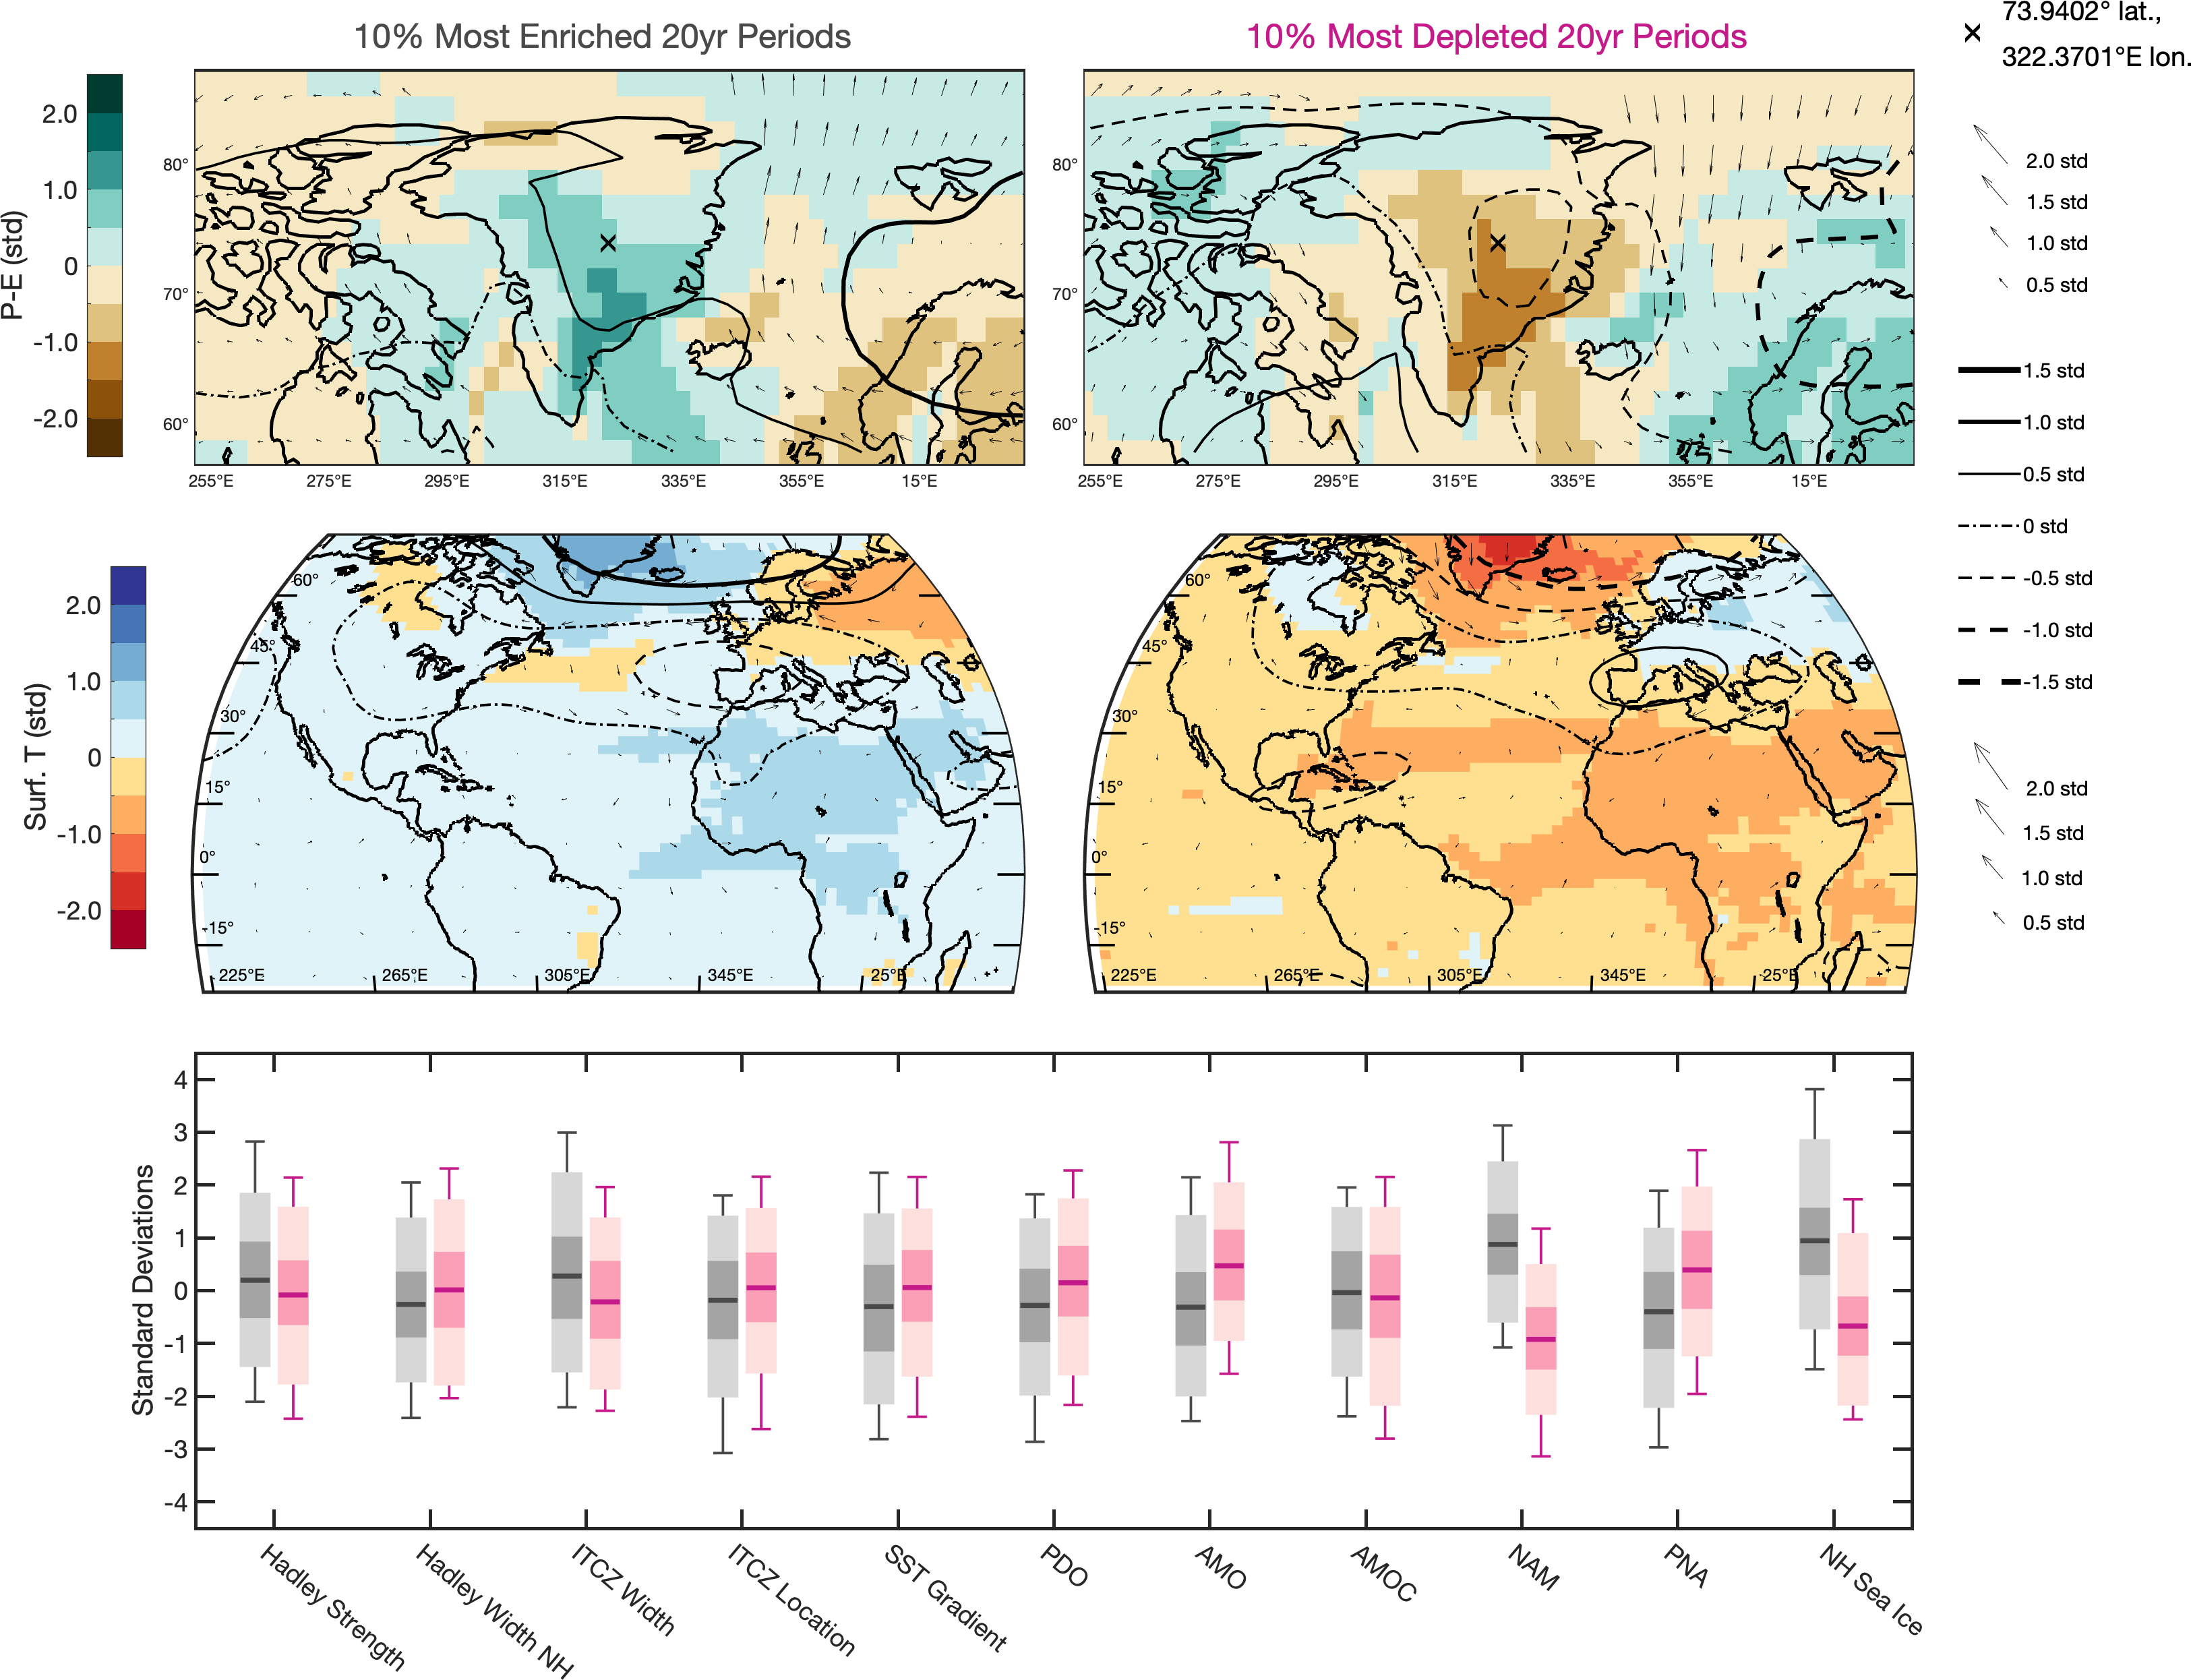 10% Most Enriched 20yr Periods
10% Most Depleted 20yr Periods
73.9402° lat.,
322.3701°E lon.
P-E (std)
2.0
1.0
0
-1.0
-2.0
80°
70°
60°
255°E 275°E 295°E 315°E 335°E 355°E 15°E
80°
70°
60°
255°E 275°E 295°E 315°E 335°E 355°E 15°E
2.0 std
1.5 std
1.0 std
0.5 std
1.5 std
1.0 std
0.5 std
0 std
-0.5 std
-1.0 std
-1.5 std
2.0 std
1.5 std
1.0 std
0.5 std
Surf. T (std)
2.0
1.0
0
-1.0
-2.0
60°
45°
30°
15°
0°
-15°
225°E 265°E 305°E 345°E 25°E
60°
45°
30°
15°
0°
-15°
225°E 265°E 305°E 345°E 25°E
Standard Deviations
4
3
2
1
0
-1
-2
-3
-4
Hadley Strength
Hadley Width NH
ITCZ Width
ITCZ Location
SST Gradient
PDO
AMO
AMOC
NAM
PNA
NH Sea Ice